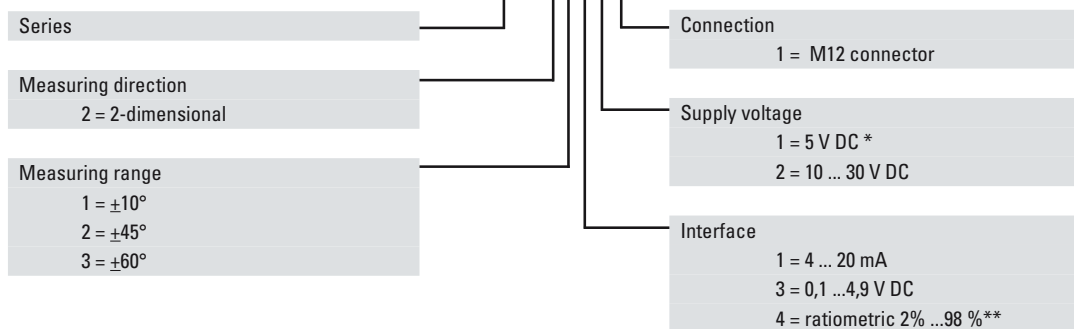 Series
Measuring direction
2 = 2-dimensional
Measuring range
1 = ±10°
2 = ±45°
3 = ±60°
Connection
1 = M12 connector
Supply voltage
1 = 5 V DC *
2 = 10 ... 30 V DC
Interface
1 = 4 ... 20 mA
3 = 0,1 ...4,9 V DC
4 = ratiometric 2% ...98 %**